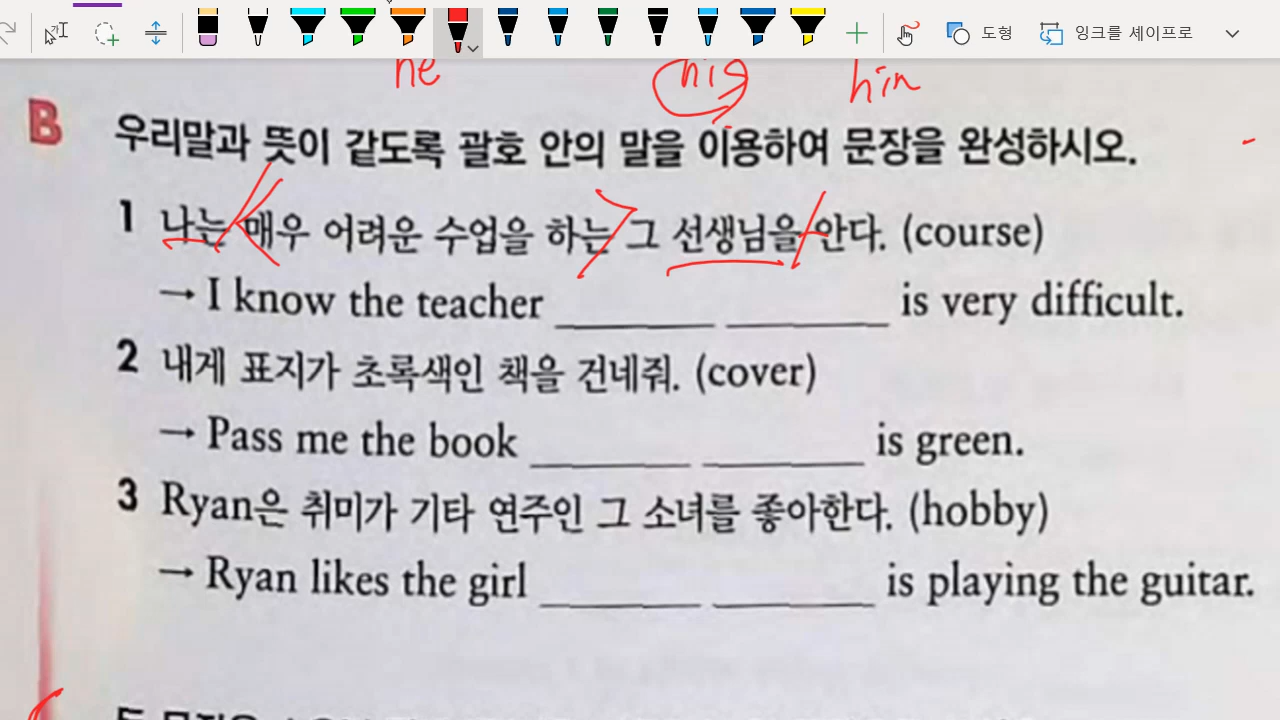 도형
잉크를 셰이프로
he his him
B 우리말과 뜻이 같도록 괄호 안의 말을 이용하여 문장을 완성하시오.
1 나는 매우 어려운 수업을 하는 그 선생님을 안다. (course)
→ I know the teacher ________ ________ is very difficult.
2 내게 표지가 초록색인 책을 건네줘. (cover)
→ Pass me the book ________ ________ is green.
3 Ryan은 취미가 기타 연주인 그 소녀를 좋아한다. (hobby)
→ Ryan likes the girl ________ ________ is playing the guitar.